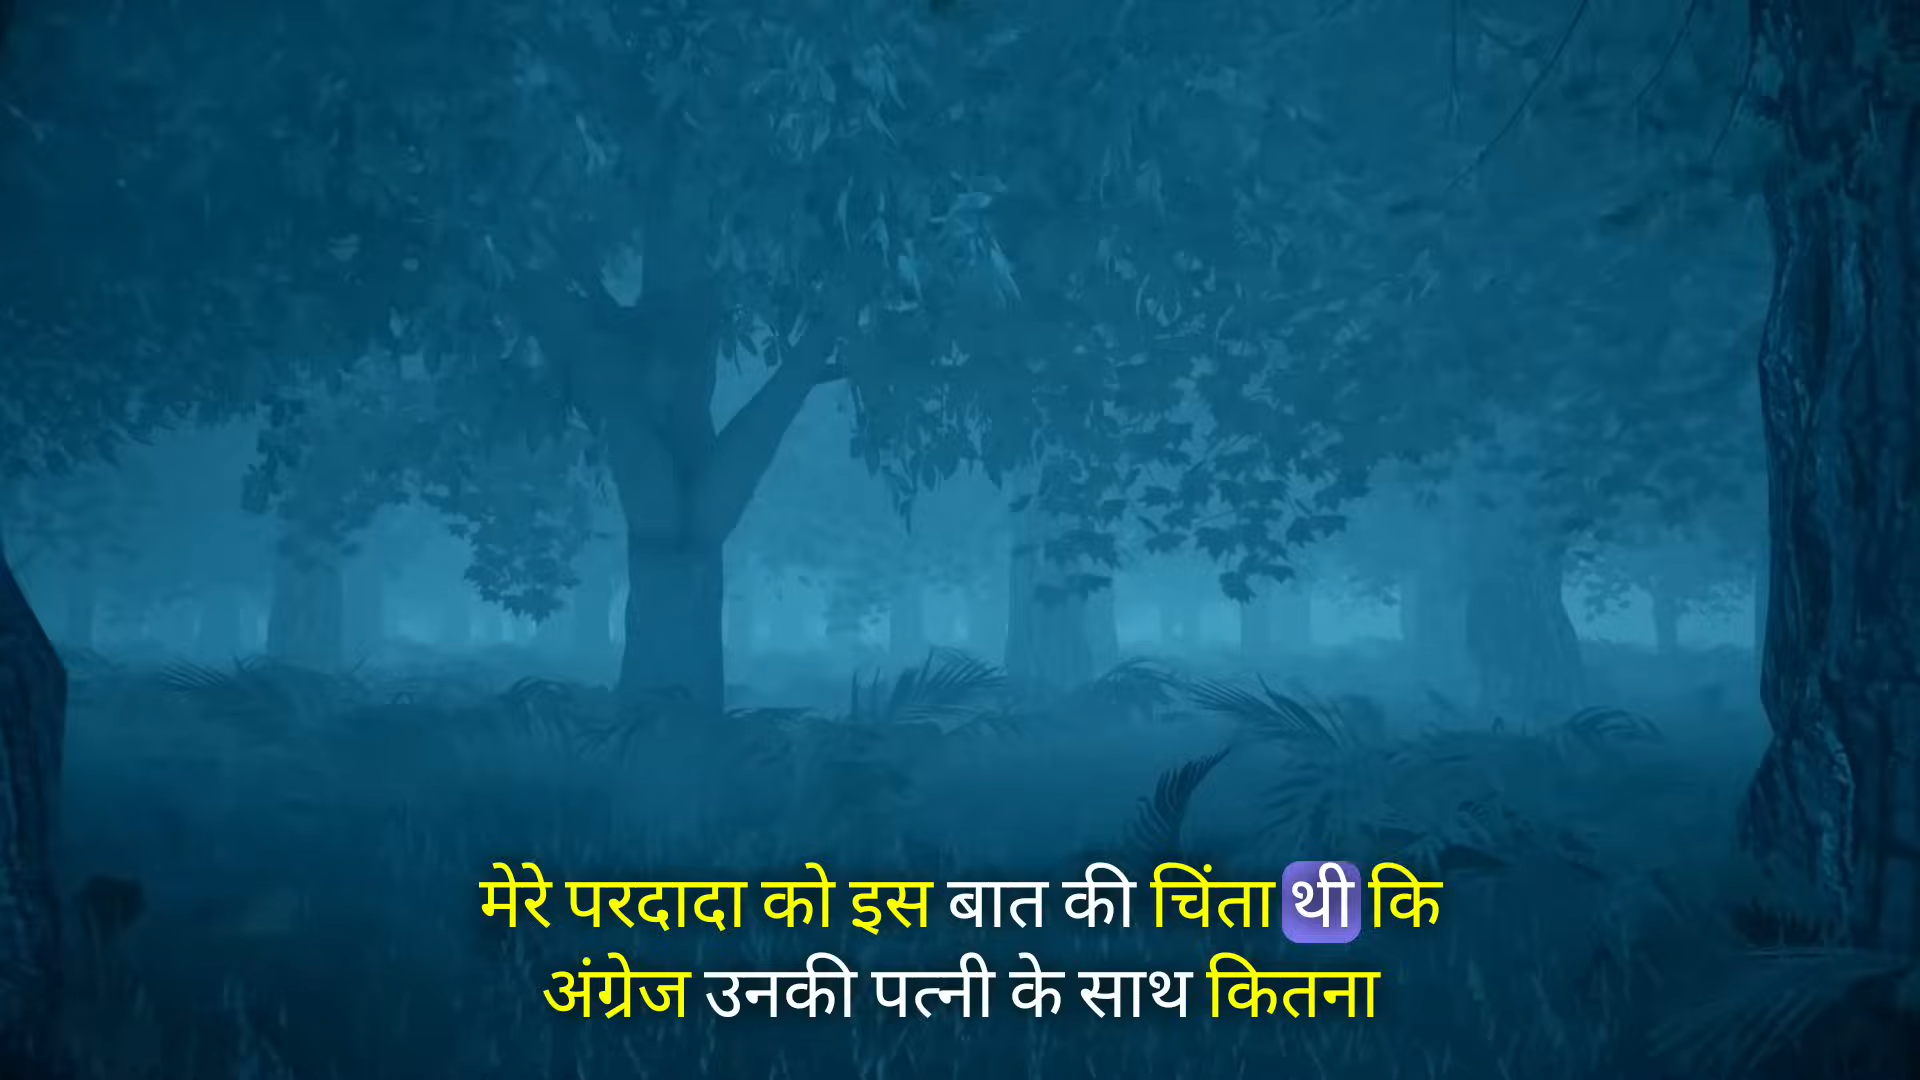 मेरे परदादा को इस बात की चिंता थी कि
अंग्रेज उनकी पत्नी के साथ कितना